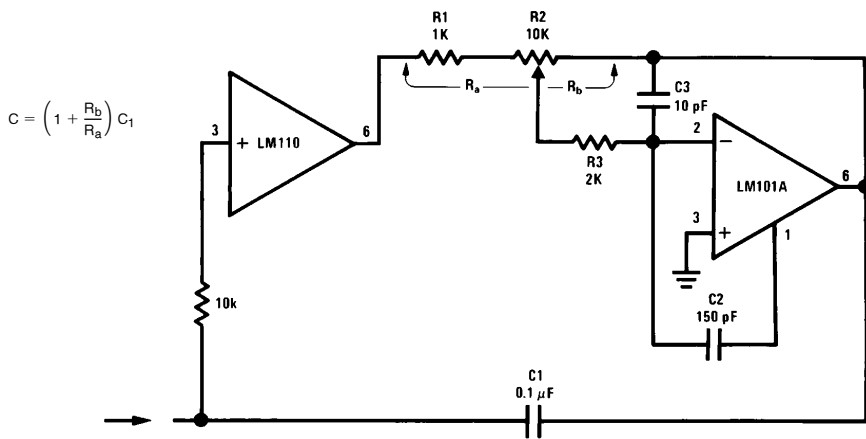 R1
1K
R2
10K
Ra
Rb
C3
10 pF
C = (1 + Rb/Ra) C1
3
+
LM110
6
R3
2K
2
−
LM101A
6
3
+
1
10k
C2
150 pF
C1
0.1 μF